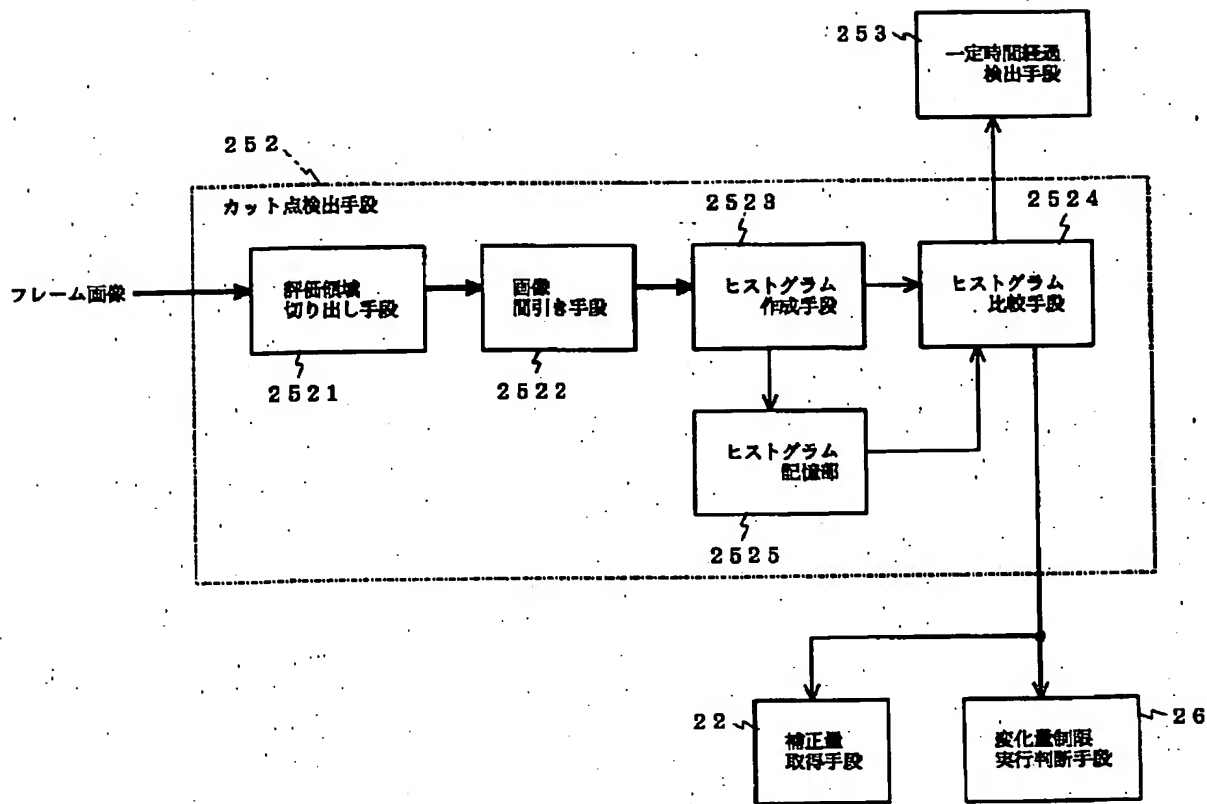 253
一定時間経過
検出手段
252
カット点検出手段
2523
2524
フレーム画像
評価領域
切り出し手段
画像
間引き手段
ヒストグラム
作成手段
ヒストグラム
比較手段
2521
2522
ヒストグラム
記憶部
2525
22
補正量
取得手段
変化量制限
実行判断手段
26